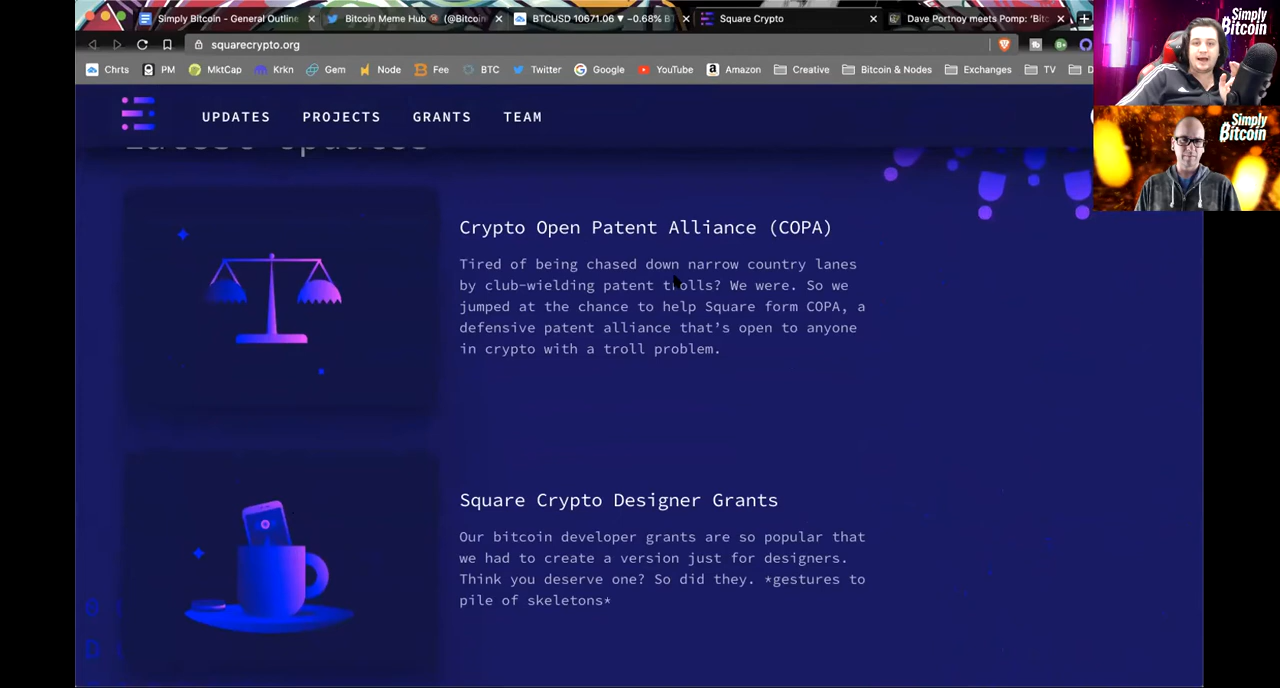 Simply Bitcoin - General Outline
Bitcoin Meme Hub (@Bitcoin
BTCUSD 10671.06 ▼ −0.68% B
Square Crypto
Dave Portnoy meets Pomp: 'Bitc
squarecrypto.org
Chrts
PM
MktCap
Krkn
Gem
Node
Fee
BTC
Twitter
Google
YouTube
Amazon
Creative
Bitcoin & Nodes
Exchanges
TV
D
UPDATES
PROJECTS
GRANTS
TEAM
Latest updates
Crypto Open Patent Alliance (COPA)
Tired of being chased down narrow country lanes
by club-wielding patent trolls? We were. So we
jumped at the chance to help Square form COPA, a
defensive patent alliance that's open to anyone
in crypto with a troll problem.
Square Crypto Designer Grants
Our bitcoin developer grants are so popular that
we had to create a version just for designers.
Think you deserve one? So did they. *gestures to
pile of skeletons*
Simply
Bitcoin
Simply
Bitcoin